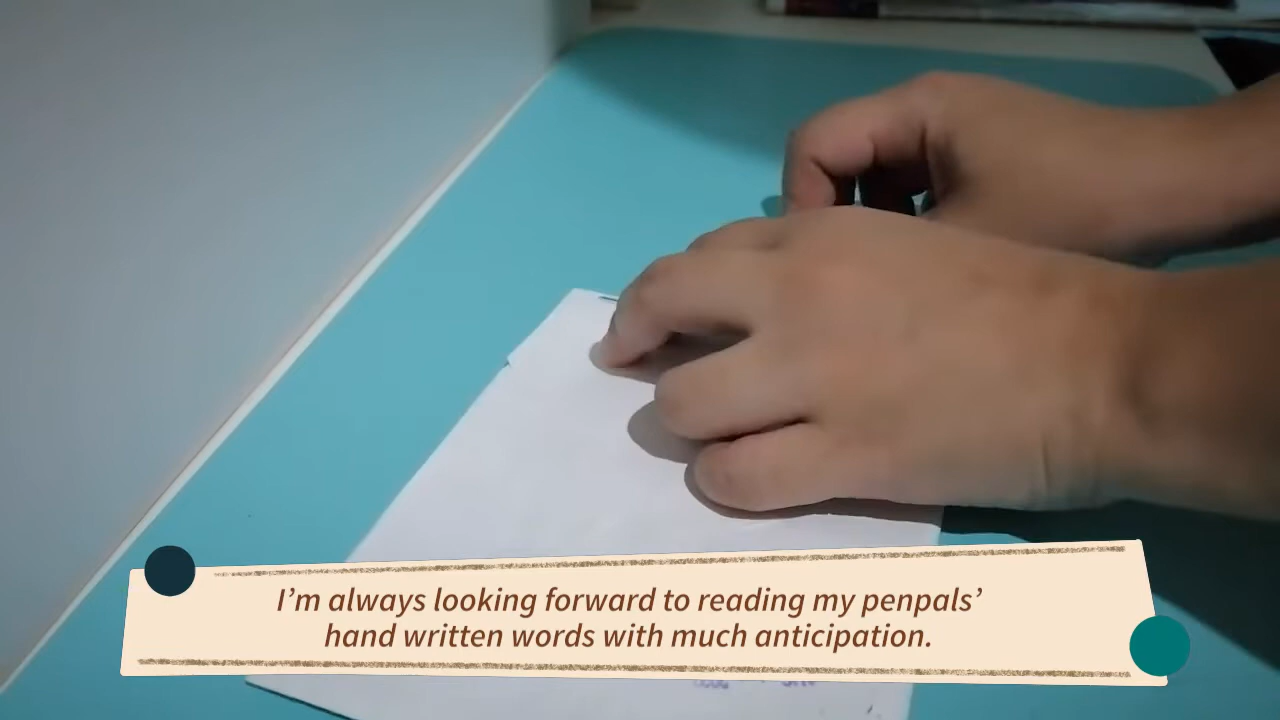 I’m always looking forward to reading my penpals’
hand written words with much anticipation.